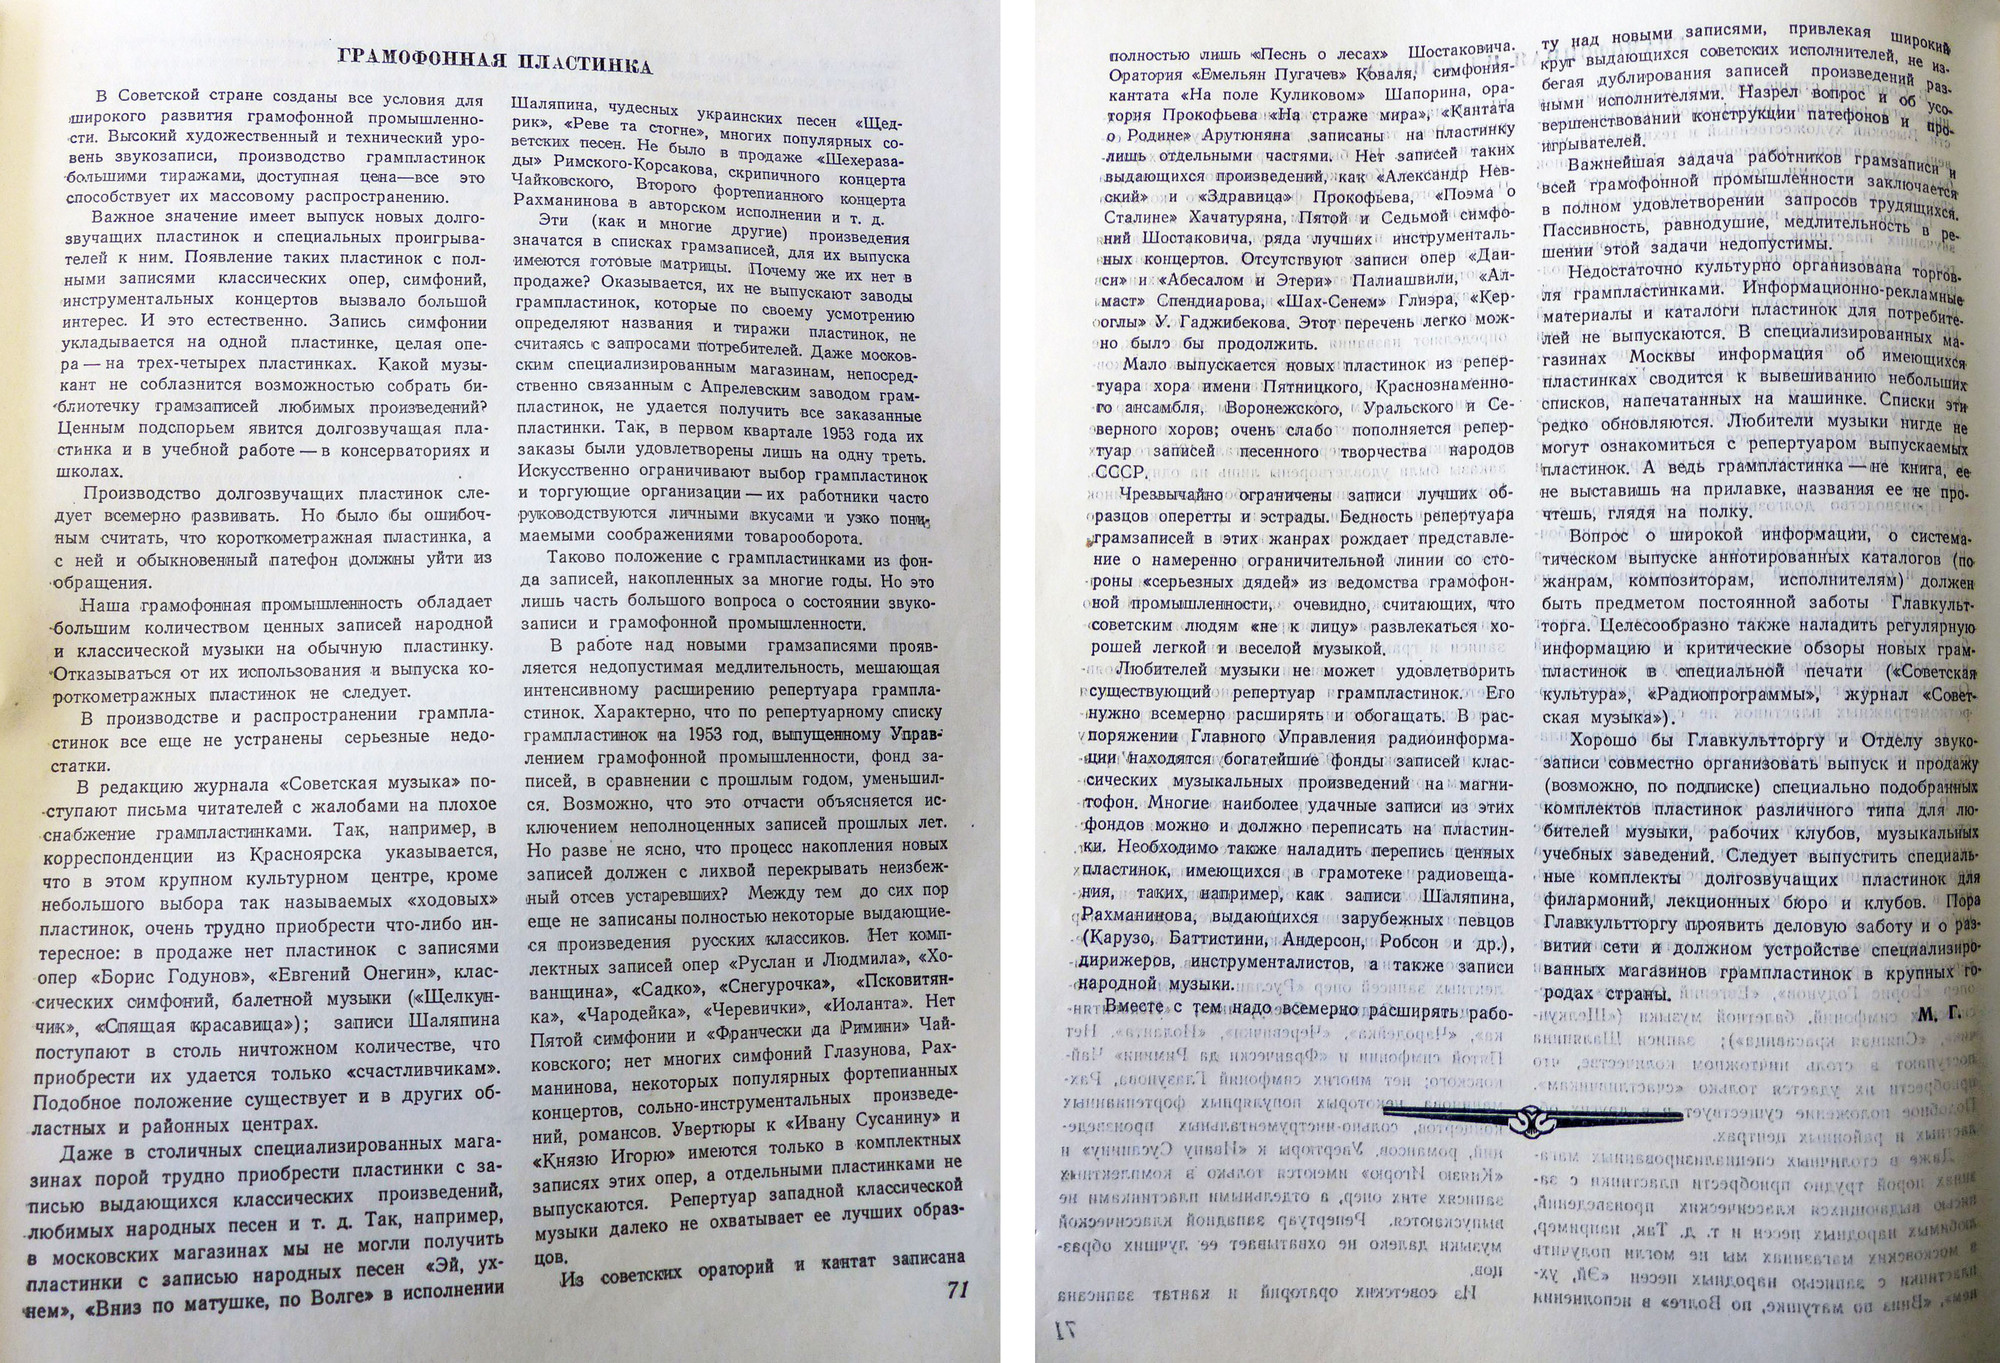 ГРАМОФОННАЯ ПЛАСТИНКА
В Советской стране созданы все условия для
широкого развития грамофонной промышленно-
сти. Высокий художественный и технический уро-
вень звукозаписи, производство грампластинок
большими тиражами, доступная цена—все это
способствует их массовому распространению.
Важное значение имеет выпуск новых долго-
звучащих пластинок и специальных проигрыва-
телей к ним. Появление таких пластинок с пол-
ными записями классических опер, симфоний,
инструментальных концертов вызвало большой
интерес. И это естественно. Запись симфонии
укладывается на одной пластинке, целая опе-
ра — на трех-четырех пластинках. Какой музы-
кант не соблазнится возможностью собрать би-
блиотечку грамзаписей любимых произведений?
Ценным подспорьем явится долгозвучащая пла-
стинка и в учебной работе — в консерваториях и
школах.
Производство долгозвучащих пластинок сле-
дует всемерно развивать. Но было бы ошибоч-
ным считать, что короткометражная пластинка, а
с ней и обыкновенный патефон должны уйти из
обращения.
Наша грамофонная промышленность обладает
большим количеством ценных записей народной
и классической музыки на обычную пластинку.
Отказываться от их использования и выпуска ко-
роткометражных пластинок не следует.
В производстве и распространении грампла-
стинок все еще не устранены серьезные недо-
статки.
В редакцию журнала «Советская музыка» по-
ступают письма читателей с жалобами на плохое
снабжение грампластинками. Так, например, в
корреспонденции из Красноярска указывается,
что в этом крупном культурном центре, кроме
небольшого выбора так называемых «ходовых»
пластинок, очень трудно приобрести что-либо ин-
тересное: в продаже нет пластинок с записями
опер «Борис Годунов», «Евгений Онегин», клас-
сических симфоний, балетной музыки («Щелкун-
чик», «Спящая красавица»); записи Шаляпина
поступают в столь ничтожном количестве, что
приобрести их удается только «счастливчикам».
Подобное положение существует и в других об-
ластных и районных центрах.
Даже в столичных специализированных мага-
зинах порой трудно приобрести пластинки с за-
писью выдающихся классических произведений,
любимых народных песен и т. д. Так, например,
в московских магазинах мы не могли получить
пластинки с записью народных песен «Эй, ух-
нем», «Вниз по матушке, по Волге» в исполнении
Шаляпина, чудесных украинских песен «Щед-
рик», «Реве та стогне», многих популярных со-
ветских песен. Не было в продаже «Шехераза-
ды» Римского-Корсакова, скрипичного концерта
Чайковского, Второго фортепианного концерта
Рахманинова в авторском исполнении и т. д.
Эти (как и многие другие) произведения
значатся в списках грамзаписей, для их выпуска
имеются готовые матрицы. Почему же их нет в
продаже? Оказывается, их не выпускают заводы
грампластинок, которые по своему усмотрению
определяют названия и тиражи пластинок, не
считаясь с запросами потребителей. Даже москов-
ским специализированным магазинам, непосред-
ственно связанным с Апрелевским заводом грам-
пластинок, не удается получить все заказанные
пластинки. Так, в первом квартале 1953 года их
заказы были удовлетворены лишь на одну треть.
Искусственно ограничивают выбор грампластинок
и торгующие организации — их работники часто
руководствуются личными вкусами и узко пони-
маемыми соображениями товарооборота.
Таково положение с грампластинками из фон-
да записей, накопленных за многие годы. Но это
лишь часть большого вопроса о состоянии звуко-
записи и грамофонной промышленности.
В работе над новыми грамзаписями прояв-
ляется недопустимая медлительность, мешающая
интенсивному расширению репертуара грампла-
стинок. Характерно, что по репертуарному списку
грампластинок на 1953 год, выпущенному Управ-
лением грамофонной промышленности, фонд за-
писей, в сравнении с прошлым годом, уменьшил-
ся. Возможно, что это отчасти объясняется ис-
ключением неполноценных записей прошлых лет.
Но разве не ясно, что процесс накопления новых
записей должен с лихвой перекрывать неизбеж-
ный отсев устаревших? Между тем до сих пор
еще не записаны полностью некоторые выдающие-
ся произведения русских классиков. Нет комп-
лектных записей опер «Руслан и Людмила», «Хо-
ванщина», «Садко», «Снегурочка», «Псковитян-
ка», «Чародейка», «Черевички», «Иоланта». Нет
Пятой симфонии и «Франчески да Римини» Чай-
ковского; нет многих симфоний Глазунова, Рах-
манинова, некоторых популярных фортепианных
концертов, сольно-инструментальных произведе-
ний, романсов. Увертюры к «Ивану Сусанину» и
«Князю Игорю» имеются только в комплектных
записях этих опер, а отдельными пластинками не
выпускаются. Репертуар западной классической
музыки далеко не охватывает ее лучших образ-
цов.
Из советских ораторий и кантат записана
71
полностью лишь «Песнь о лесах» Шостаковича.
Оратория «Емельян Пугачев» Коваля, симфония-
кантата «На поле Куликовом» Шапорина, ора-
тория Прокофьева «На страже мира», «Кантата
о Родине» Арутюняна записаны на пластинку
лишь отдельными частями. Нет записей таких
выдающихся произведений, как «Александр Нев-
ский» и «Здравица» Прокофьева, «Поэма о
Сталине» Хачатуряна, Пятой и Седьмой симфо-
ний Шостаковича, ряда лучших инструменталь-
ных концертов. Отсутствуют записи опер «Даи-
си» и «Абесалом и Этери» Палиашвили, «Ал-
маст» Спендиарова, «Шах-Сенем» Глиэра, «Кер-
оглы» У. Гаджибекова. Этот перечень легко мож-
но было бы продолжить.
Мало выпускается новых пластинок из репер-
туара хора имени Пятницкого, Краснознаменно-
го ансамбля, Воронежского, Уральского и Се-
верного хоров; очень слабо пополняется репер-
туар записей песенного творчества народов
СССР.
Чрезвычайно ограничены записи лучших об-
разцов оперетты и эстрады. Бедность репертуара
грамзаписей в этих жанрах рождает представле-
ние о намеренно ограничительной линии со сто-
роны «серьезных дядей» из ведомства грамофон-
ной промышленности, очевидно, считающих, что
советским людям «не к лицу» развлекаться хо-
рошей легкой и веселой музыкой.
Любителей музыки не может удовлетворить
существующий репертуар грампластинок. Его
нужно всемерно расширять и обогащать. В рас-
поряжении Главного Управления радиоинформа-
ции находятся богатейшие фонды записей клас-
сических музыкальных произведений на магни-
тофон. Многие наиболее удачные записи из этих
фондов можно и должно переписать на пластин-
ки. Необходимо также наладить перепись ценных
пластинок, имеющихся в грамотеке радиовеща-
ния, таких, например, как записи Шаляпина,
Рахманинова, выдающихся зарубежных певцов
(Карузо, Баттистини, Андерсон, Робсон и др.),
дирижеров, инструменталистов, а также записи
народной музыки.
Вместе с тем надо всемерно расширять рабо-
ту над новыми записями, привлекая широкий
круг выдающихся советских исполнителей, не из-
бегая дублирования записей произведений раз-
ными исполнителями. Назрел вопрос и об усо-
вершенствовании конструкции патефонов и про-
игрывателей.
Важнейшая задача работников грамзаписи и
всей грамофонной промышленности заключается
в полном удовлетворении запросов трудящихся.
Пассивность, равнодушие, медлительность в ре-
шении этой задачи недопустимы.
Недостаточно культурно организована торгов-
ля грампластинками. Информационно-рекламные
материалы и каталоги пластинок для потребите-
лей не выпускаются. В специализированных ма-
газинах Москвы информация об имеющихся
пластинках сводится к вывешиванию небольших
списков, напечатанных на машинке. Списки эти
редко обновляются. Любители музыки нигде не
могут ознакомиться с репертуаром выпускаемых
пластинок. А ведь грампластинка — не книга, ее
не выставишь на прилавке, названия ее не про-
чтешь, глядя на полку.
Вопрос о широкой информации, о система-
тическом выпуске аннотированных каталогов (по
жанрам, композиторам, исполнителям) должен
быть предметом постоянной заботы Главкульт-
торга. Целесообразно также наладить регулярную
информацию и критические обзоры новых грам-
пластинок в специальной печати («Советская
культура», «Радиопрограммы», журнал «Совет-
ская музыка»).
Хорошо бы Главкультторгу и Отделу звуко-
записи совместно организовать выпуск и продажу
(возможно, по подписке) специально подобранных
комплектов пластинок различного типа для лю-
бителей музыки, рабочих клубов, музыкальных
учебных заведений. Следует выпустить специаль-
ные комплекты долгозвучащих пластинок для
филармоний, лекционных бюро и клубов. Пора
Главкультторгу проявить деловую заботу и о раз-
витии сети и должном устройстве специализиро-
ванных магазинов грампластинок в крупных го-
родах страны.
М. Г.